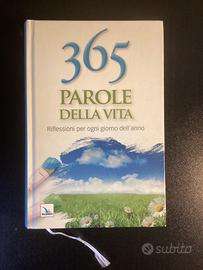 365
PAROLE
DELLA VITA
Riflessioni per ogni giorno dell'anno
subito